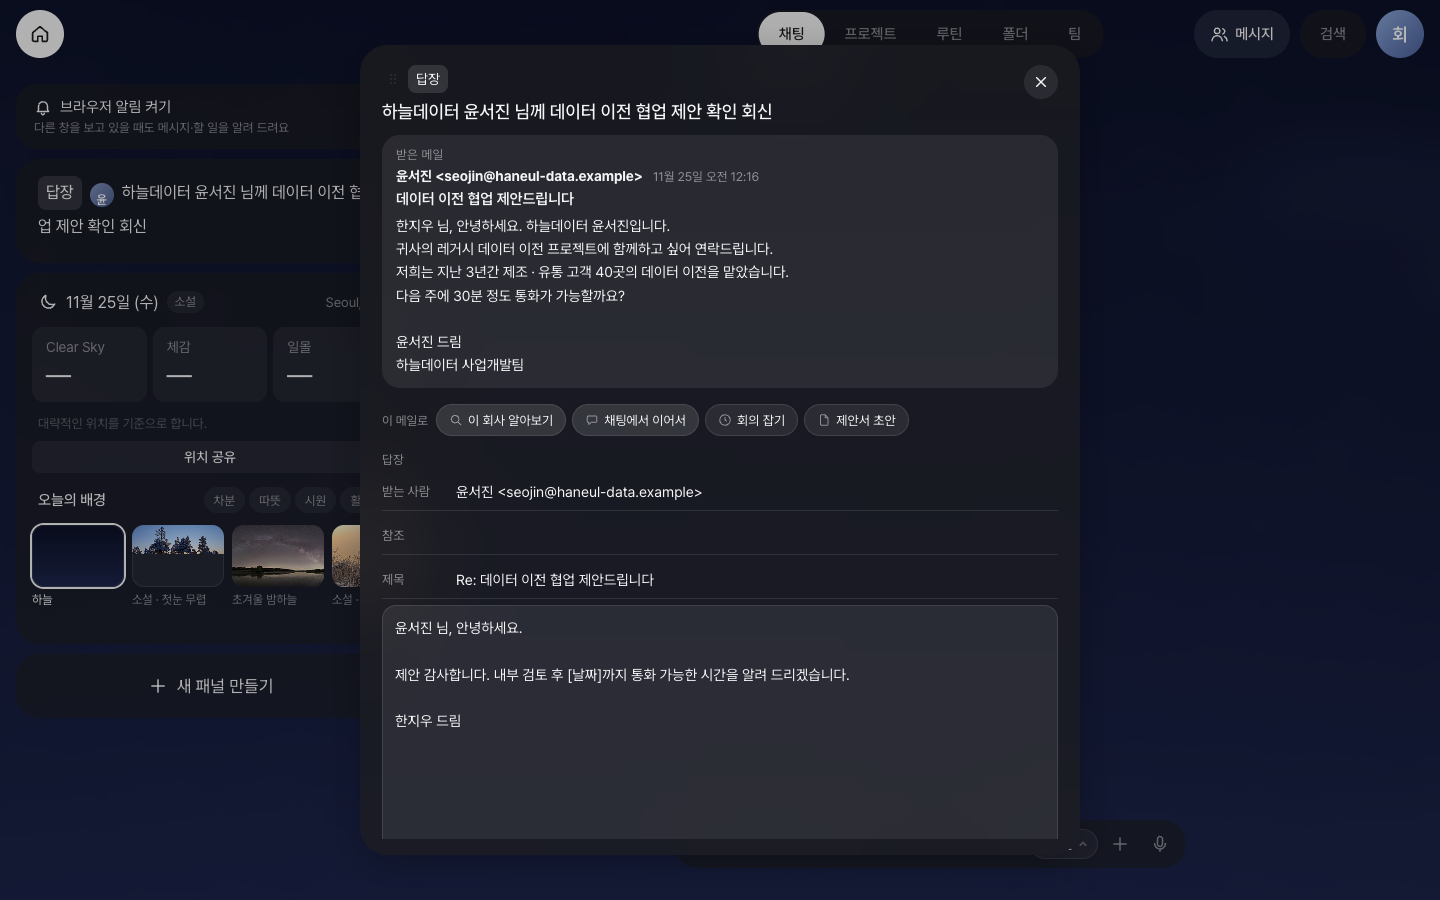 채팅
프로젝트
루틴
폴더
팀
메시지
검색
회
브라우저 알림 켜기
다른 창을 보고 있을 때도 메시지·할 일을 알려 드려요
답장 윤 하늘데이터 윤서진 님께 데이터 이전 협
업 제안 확인 회신
11월 25일 (수) 소설
Seoul,
Clear Sky
체감
일몰
대략적인 위치를 기준으로 합니다.
위치 공유
오늘의 배경
차분
따뜻
시원
하늘
소설 · 첫눈 무렵
초겨울 밤하늘
소설 ·
새 패널 만들기
답장
하늘데이터 윤서진 님께 데이터 이전 협업 제안 확인 회신
받은 메일
윤서진 <seojin@haneul-data.example> 11월 25일 오전 12:16
데이터 이전 협업 제안드립니다
한지우 님, 안녕하세요. 하늘데이터 윤서진입니다.
귀사의 레거시 데이터 이전 프로젝트에 함께하고 싶어 연락드립니다.
저희는 지난 3년간 제조 · 유통 고객 40곳의 데이터 이전을 맡았습니다.
다음 주에 30분 정도 통화가 가능할까요?
윤서진 드림
하늘데이터 사업개발팀
이 메일로
이 회사 알아보기
채팅에서 이어서
회의 잡기
제안서 초안
답장
받는 사람 윤서진 <seojin@haneul-data.example>
참조
제목 Re: 데이터 이전 협업 제안드립니다
윤서진 님, 안녕하세요.
제안 감사합니다. 내부 검토 후 [날짜]까지 통화 가능한 시간을 알려 드리겠습니다.
한지우 드림